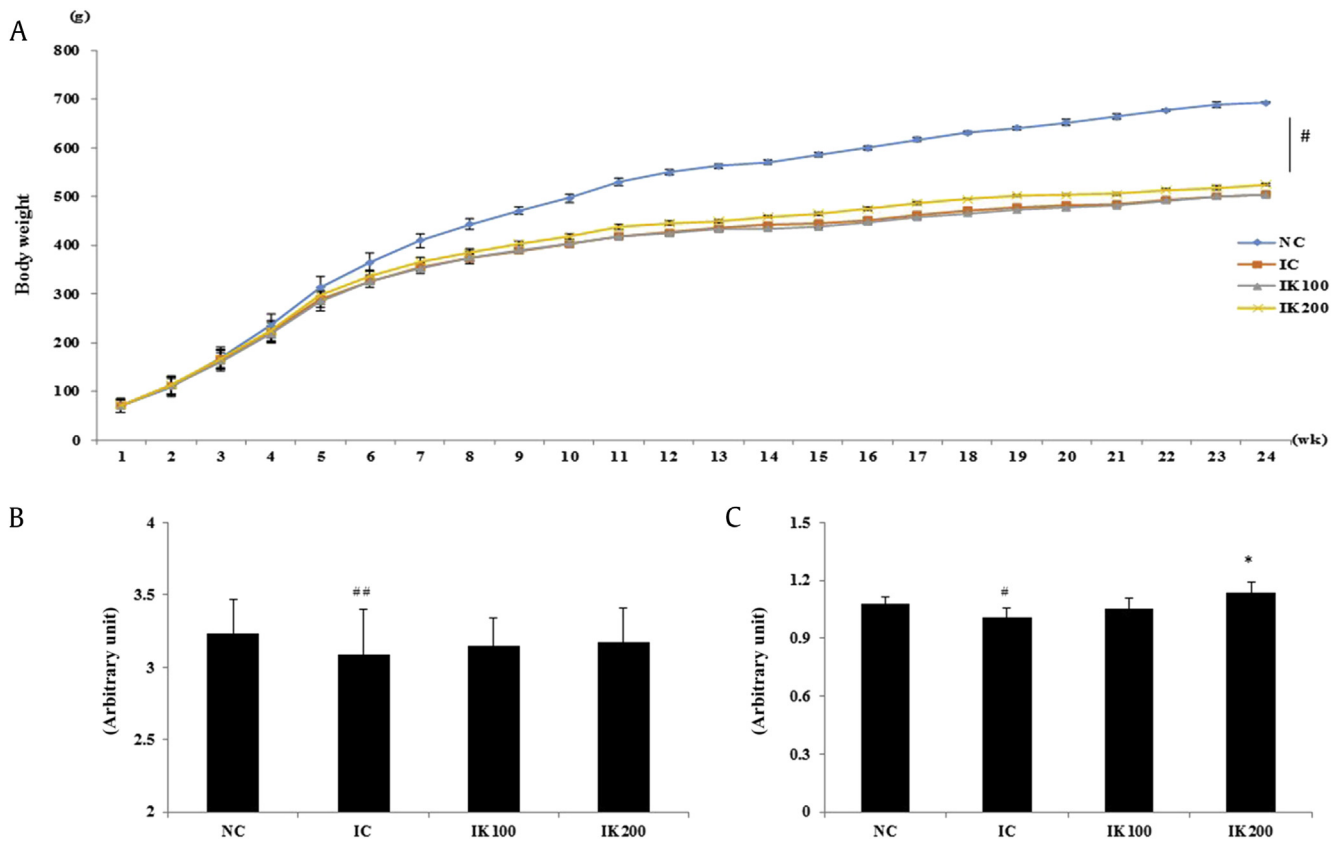 A
(g)
800
700
600
500
400
300
200
100
0
Body weight
1 2 3 4 5 6 7 8 9 10 11 12 13 14 15 16 17 18 19 20 21 22 23 24
(wk)
#
NC
IC
IK100
IK200
B
4
3.5
3
2.5
2
(Arbitrary unit)
##
NC IC IK100 IK200
C
1.5
1.2
0.9
0.6
0.3
0
(Arbitrary unit)
#
*
NC IC IK100 IK200